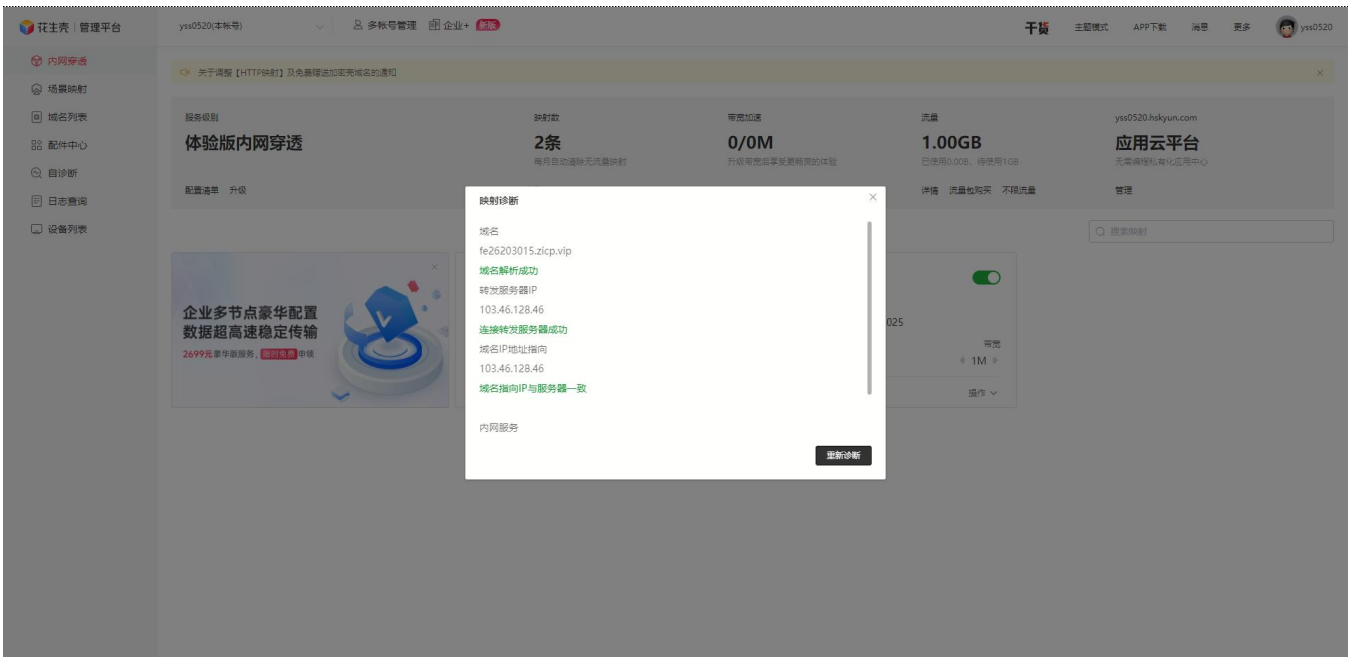 花生壳 管理平台
yss0520(本帐号)
多帐号管理
企业+
新版
干货
主题模式
APP下载
消息
更多
yss0520
内网穿透
场景映射
域名列表
配件中心
自诊断
日志查询
设备列表
关于调整【HTTP映射】及免费赠送加密壳域名的通知
服务级别
体验版内网穿透
配置清单 升级
映射数
2条
每月自动清除无流量映射
带宽加速
0/0M
升级带宽后享受更畅爽的体验
流量
1.00GB
已使用0.00B、待使用1GB
详情 流量包购买 不限流量
yss0520.hskyun.com
应用云平台
无需编程私有化应用中心
管理
搜索映射
企业多节点豪华配置
数据超高速稳定传输
2699元豪华版服务, 限时免费 申领
映射诊断
域名
fe26203015.zicp.vip
域名解析成功
转发服务器IP
103.46.128.46
连接转发服务器成功
域名IP地址指向
103.46.128.46
域名指向IP与服务器一致
内网服务
重新诊断
025
带宽
1M
操作